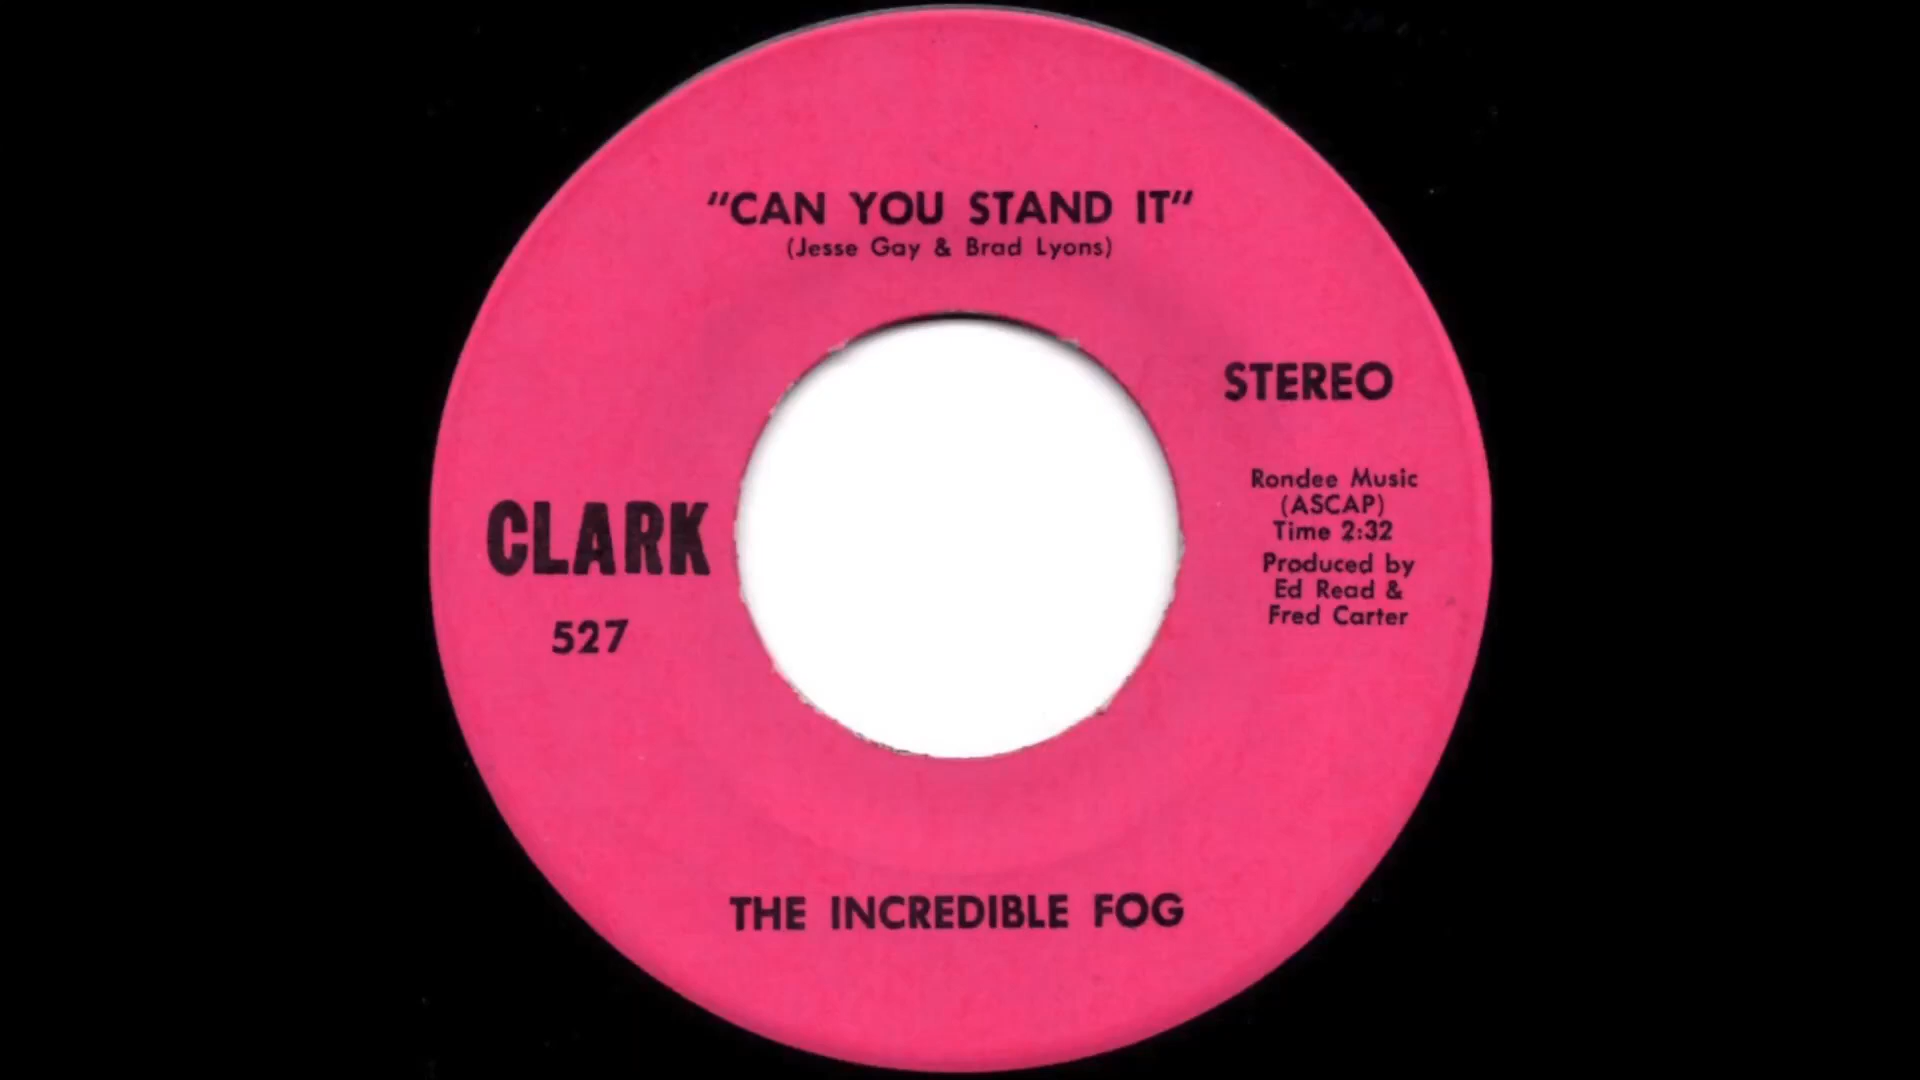 "CAN YOU STAND IT"
(Jesse Gay & Brad Lyons)
STEREO
CLARK
527
Rondee Music
(ASCAP)
Time 2:32
Produced by
Ed Read &
Fred Carter
THE INCREDIBLE FOG